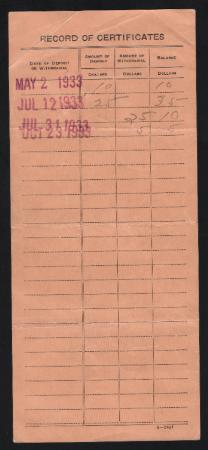 RECORD OF CERTIFICATES
DATE OF DEPOSIT OR WITHDRAWAL AMOUNT OF DEPOSIT AMOUNT OF WITHDRAWAL BALANCE
DOLLARS DOLLARS DOLLARS
MAY 2 1933 10 10
JUL 12 1933 25 35
JUL 31 1933 25 10
OCT 23 1933 5 5